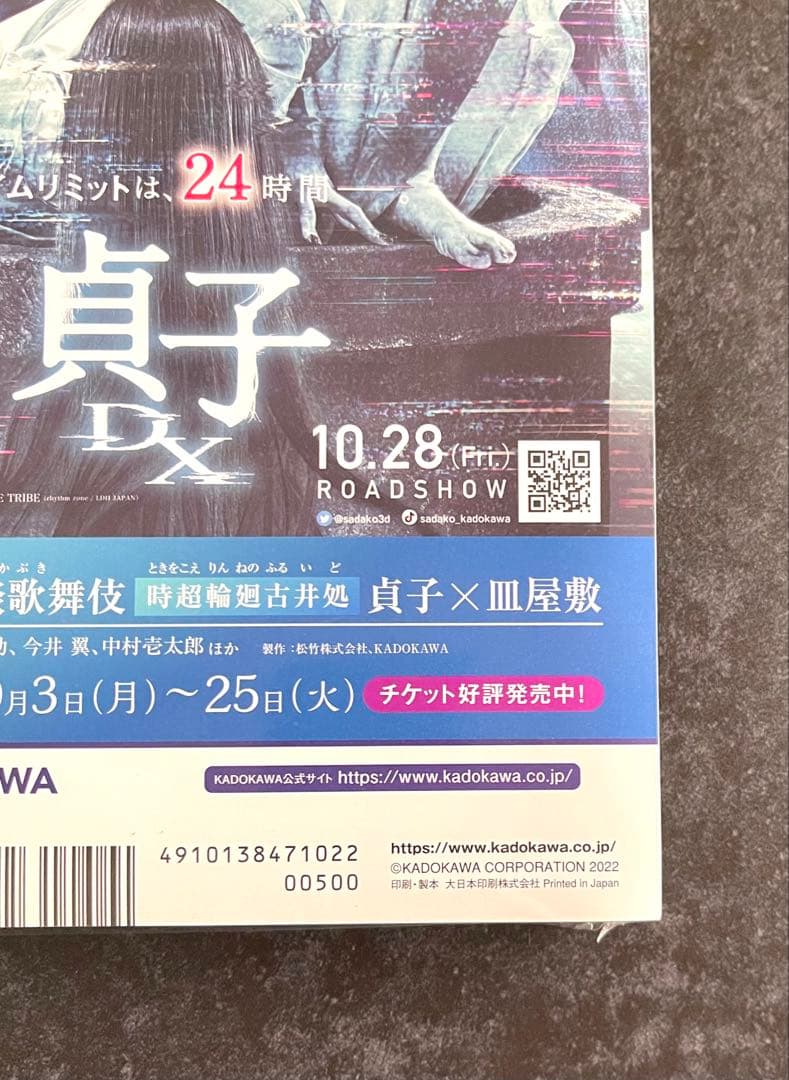 イムリミットは、24時間――。
貞子
DX
E TRIBE (rhythm zone / LDH JAPAN)
10.28(Fri.)
ROADSHOW
@sadako3d sadako_kadokawa
かぶき ときをこえ りんねの ふる い ど
歌舞伎 時超輪廻古井処 貞子×皿屋敷
、今井 翼、中村壱太郎 ほか 製作:松竹株式会社、KADOKAWA
月3日(月)〜25日(火) チケット好評発売中!
WA
KADOKAWA公式サイト https://www.kadokawa.co.jp/
4910138471022
00500
https://www.kadokawa.co.jp/
©KADOKAWA CORPORATION 2022
印刷・製本 大日本印刷株式会社 Printed in Japan